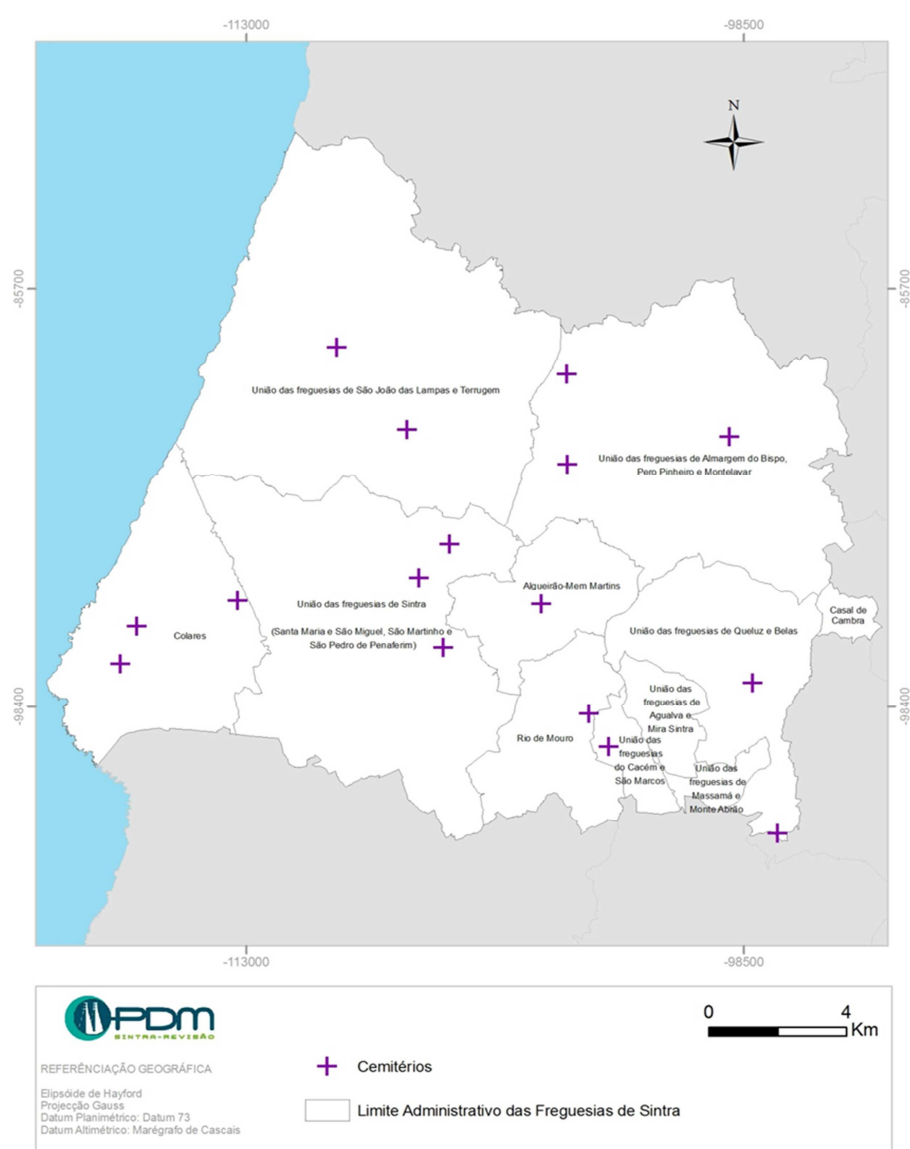 -113000
-98500
N
-85700
-85700
União das freguesias de São João das Lampas e Terrugem
União das freguesias de Almargem do Bispo,
Pero Pinheiro e Montelavar
Algueirão-Mem Martins
União das freguesias de Sintra
(Santa Maria e São Miguel, São Martinho e
São Pedro de Penaferim)
Colares
União das freguesias de Queluz e Belas
Casal de
Cambra
União das
freguesias de
Agualva e
Mira Sintra
Rio de Mouro
União das
freguesias
do Cacém e
São Marcos
União das
freguesias de
Massamá e
Monte Abraão
-98400
-98400
-113000
-98500
PDM
SINTRA-REVISÃO
0
4
Km
REFERÊNCIAÇÃO GEOGRÁFICA
Elipsóide de Hayford
Projecção Gauss
Datum Planimétrico: Datum 73
Datum Altimétrico: Marégrafo de Cascais
Cemitérios
Limite Administrativo das Freguesias de Sintra